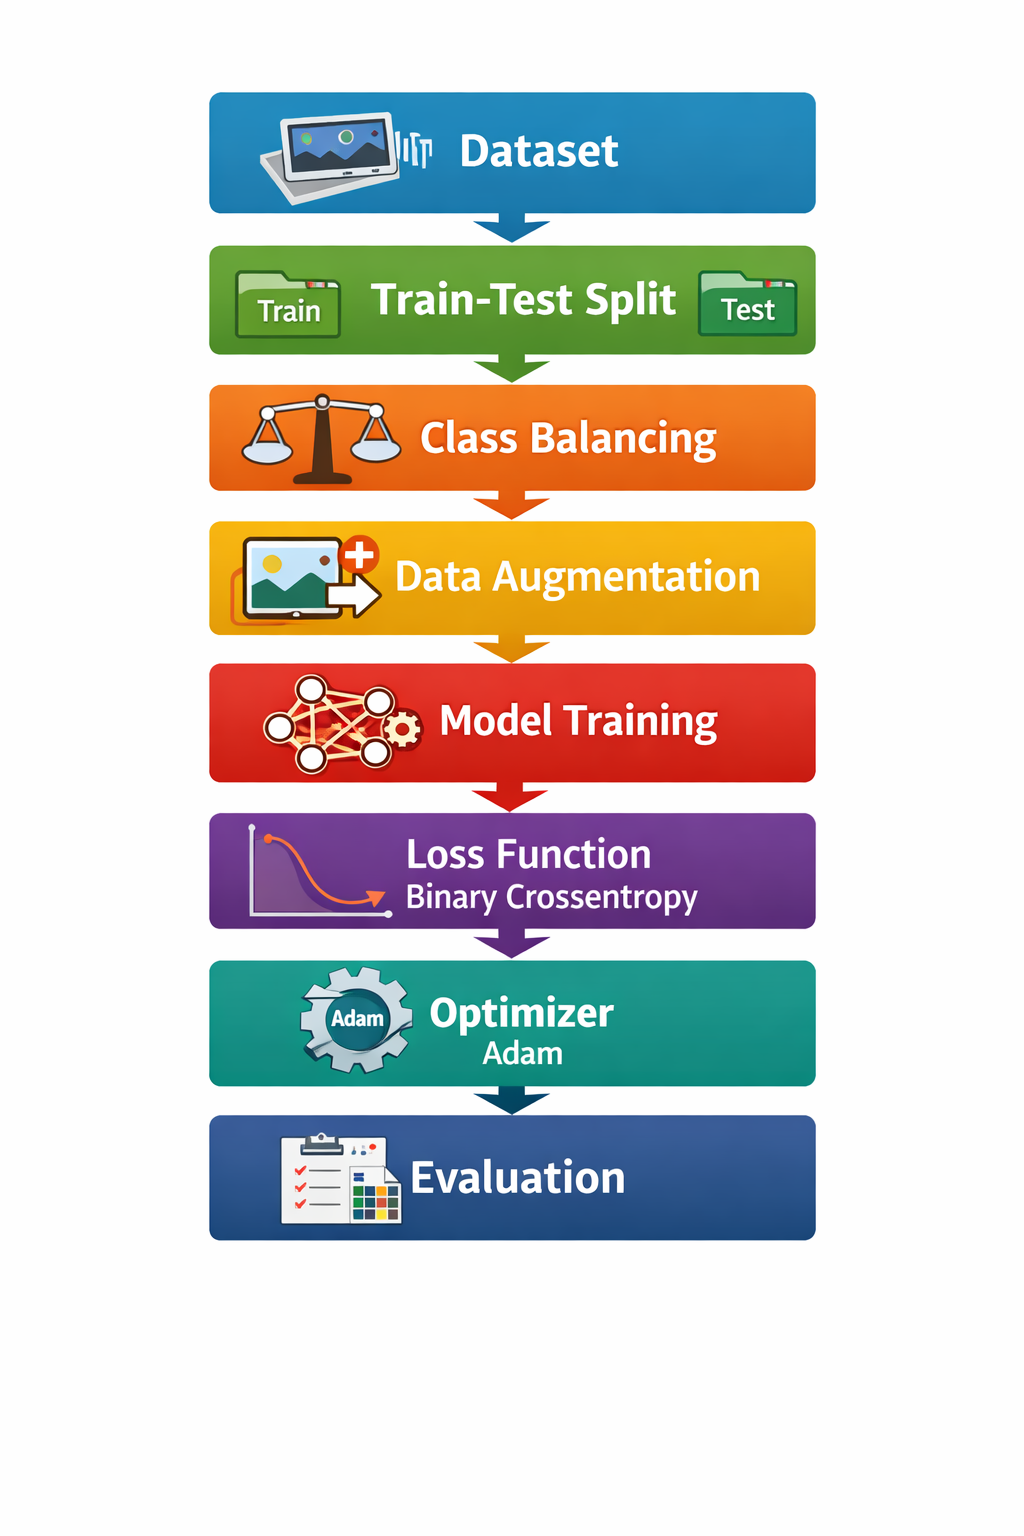 Dataset
Train
Train-Test Split
Test
Class Balancing
Data Augmentation
Model Training
Loss Function
Binary Crossentropy
Adam
Optimizer
Adam
Evaluation